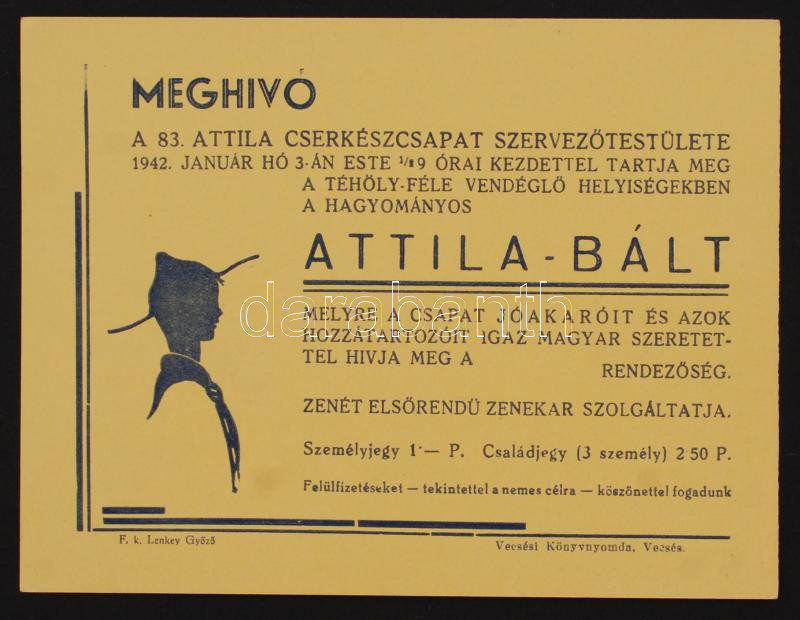 MEGHIVÓ
A 83. ATTILA CSERKÉSZCSAPAT SZERVEZŐTESTÜLETE
1942. JANUÁR HÓ 3-ÁN ESTE ½9 ÓRAI KEZDETTEL TARTJA MEG
A TÉHÖLY-FÉLE VENDÉGLŐ HELYISÉGEKBEN
A HAGYOMÁNYOS
ATTILA-BÁLT
MELYRE A CSAPAT JÓAKARÓIT ÉS AZOK
HOZZÁTARTOZÓIT IGAZ MAGYAR SZERETET-
TEL HIVJA MEG A
RENDEZŐSÉG.
ZENÉT ELSŐRENDŰ ZENEKAR SZOLGÁLTATJA.
Személyjegy 1·— P. Családjegy (3 személy) 2 50 P.
Felülfizetéseket — tekintettel a nemes célra — köszönettel fogadunk
F. k. Lenkey Győző
Vecsési Könyvnyomda, Vecsés.
darabanth